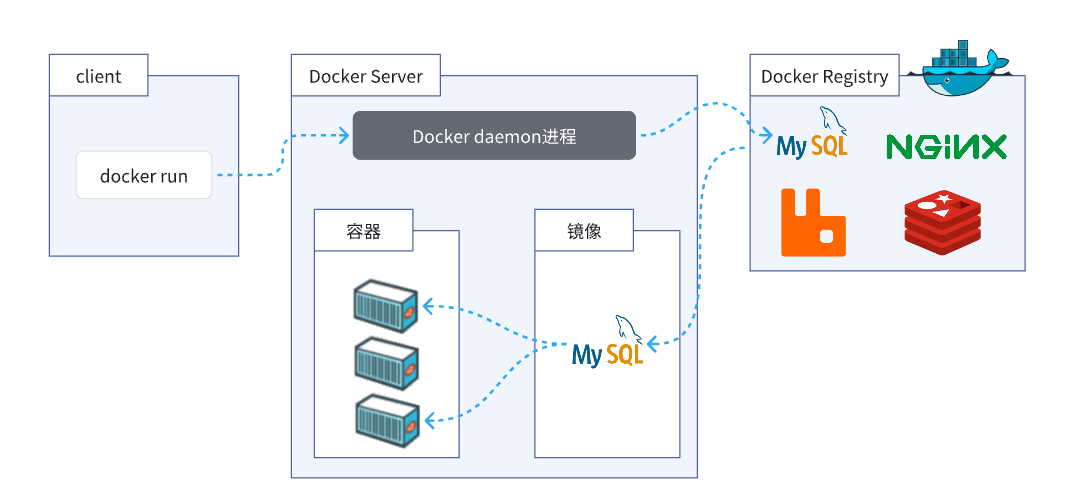 client
Docker Server
Docker Registry
Docker daemon进程
MySQL
NGINX
docker run
容器
镜像
MySQL